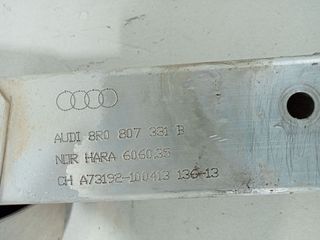 AUDI 8R0 807 331 B
NOR HARA 6060.35
CH A73192-100413 136-13